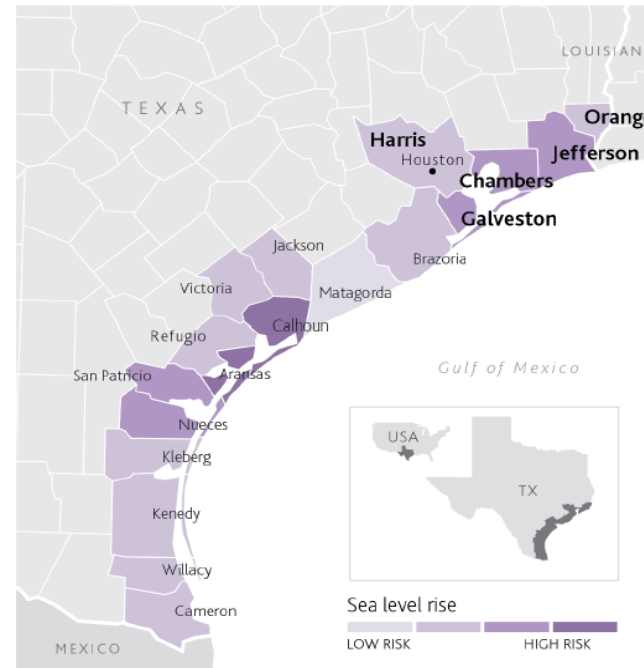 LOUISIAN
TEXAS
Orang
Harris
Houston
Jefferson
Chambers
Galveston
Jackson
Brazoria
Victoria
Matagorda
Calhoun
Refugio
Gulf of Mexico
San Patricio
Aransas
Nueces
USA
Kleberg
TX
Kenedy
Willacy
Sea level rise
Cameron
LOW RISK
HIGH RISK
MEXICO